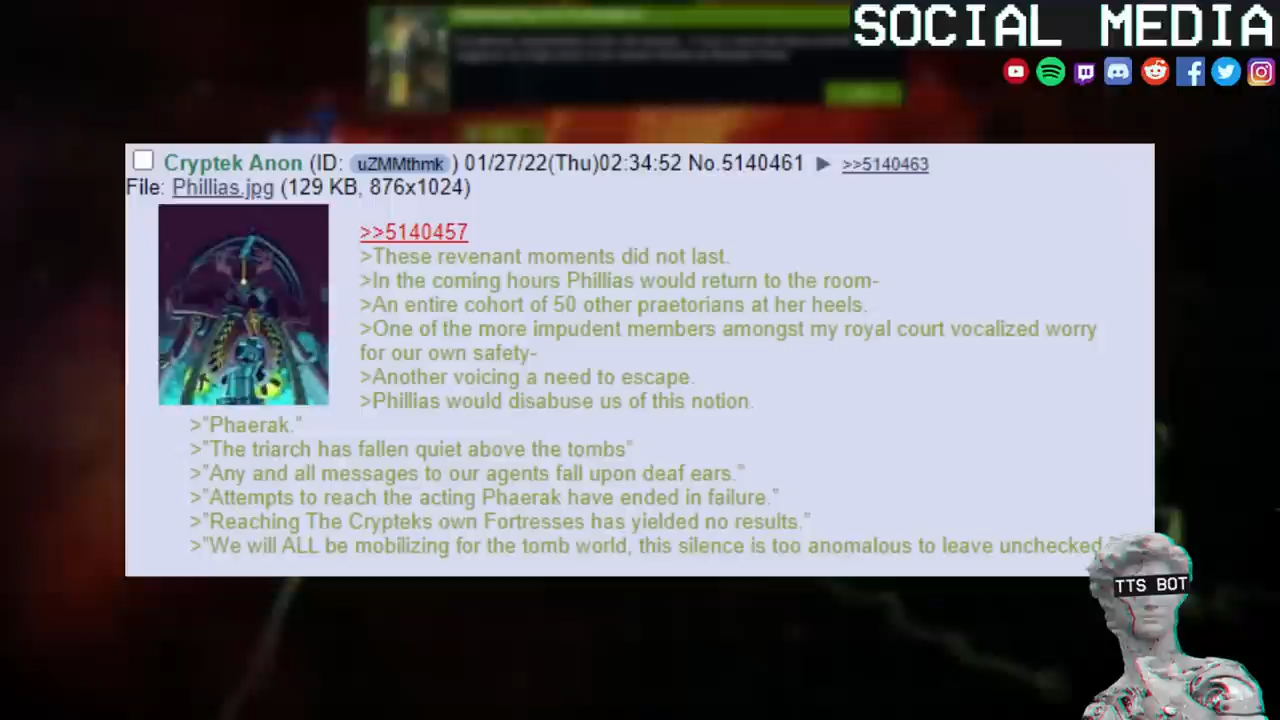 SOCIAL MEDIA
Cryptek Anon (ID: uZMMthmk ) 01/27/22(Thu)02:34:52 No.5140461 ▶ >>5140463
File: Phillias.jpg (129 KB, 876x1024)
>>5140457
>These revenant moments did not last.
>In the coming hours Phillias would return to the room-
>An entire cohort of 50 other praetorians at her heels.
>One of the more impudent members amongst my royal court vocalized worry
for our own safety-
>Another voicing a need to escape.
>Phillias would disabuse us of this notion.
>"Phaerak."
>"The triarch has fallen quiet above the tombs"
>"Any and all messages to our agents fall upon deaf ears."
>"Attempts to reach the acting Phaerak have ended in failure."
>"Reaching The Crypteks own Fortresses has yielded no results."
>"We will ALL be mobilizing for the tomb world, this silence is too anomalous to leave unchecked
TTS BOT